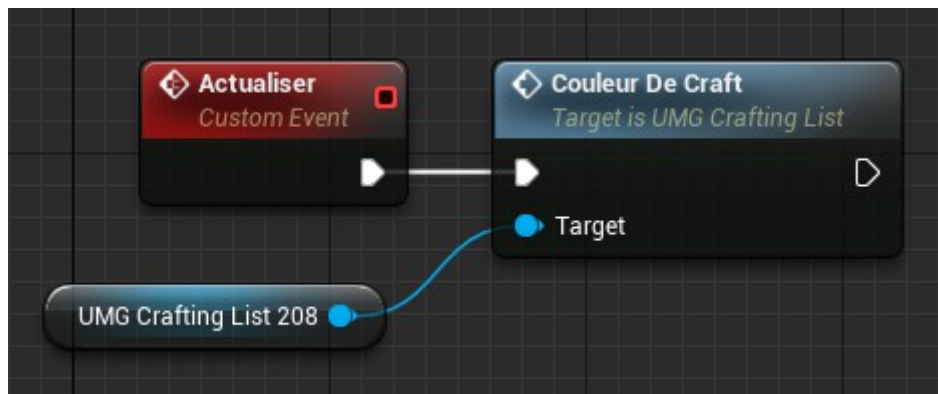 Actualiser
Custom Event
Couleur De Craft
Target is UMG Crafting List
Target
UMG Crafting List 208